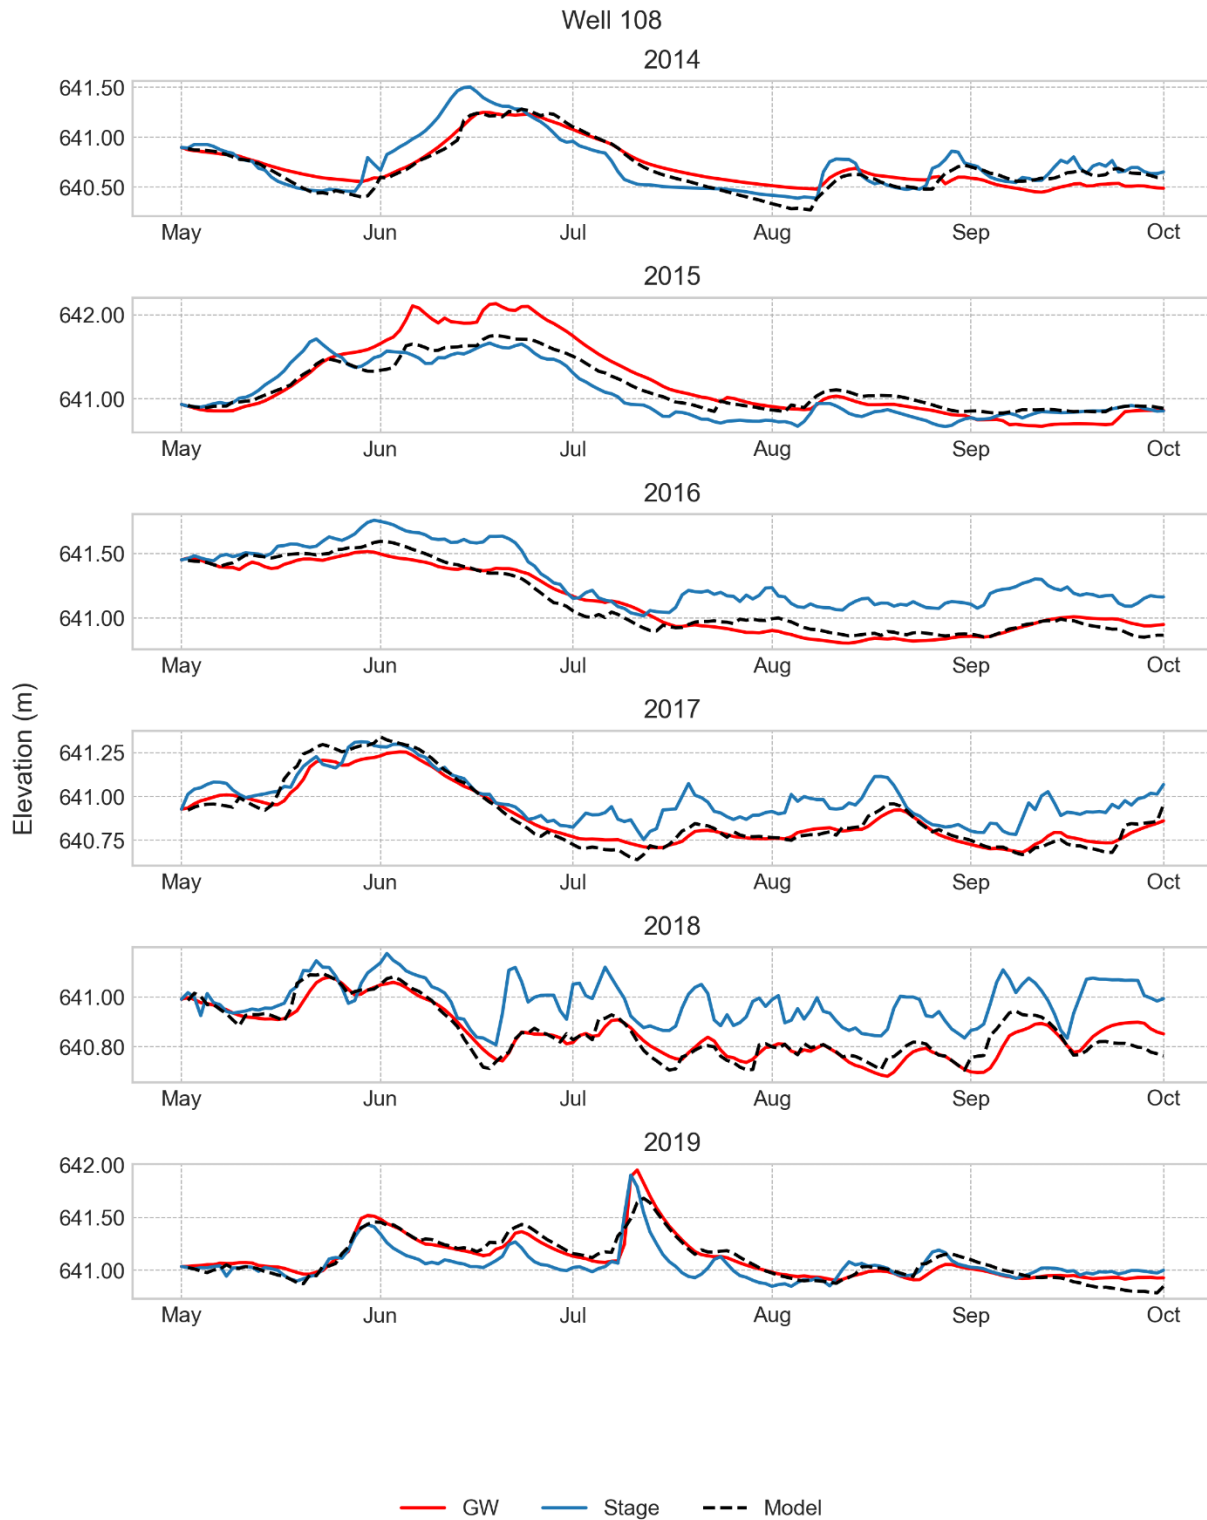 Well 108
2014
641.50
641.00
640.50
May Jun Jul Aug Sep Oct
2015
642.00
641.00
May Jun Jul Aug Sep Oct
2016
641.50
641.00
May Jun Jul Aug Sep Oct
Elevation (m)
2017
641.25
641.00
640.75
May Jun Jul Aug Sep Oct
2018
641.00
640.80
May Jun Jul Aug Sep Oct
2019
642.00
641.50
641.00
May Jun Jul Aug Sep Oct
GW Stage Model